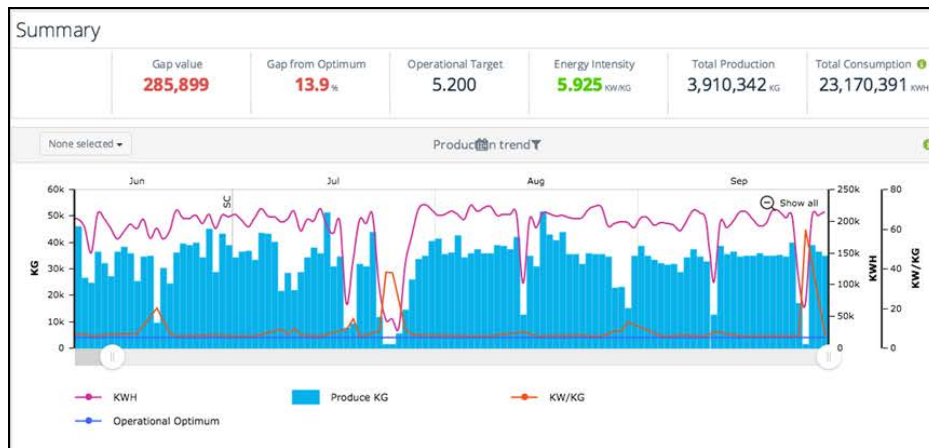 Summary
Gap value
285,899
Gap from Optimum
13.9 %
Operational Target
5.200
Energy Intensity
5.925 KW/KG
Total Production
3,910,342 KG
Total Consumption
23,170,391 KWH
None selected
Production trend
Jun Jul Aug Sep
SC
Show all
60k
50k
40k
30k
20k
10k
0
KG
250k
200k
150k
100k
50k
0
KWH
80
60
40
20
0
KW/KG
KWH Produce KG KW/KG
Operational Optimum